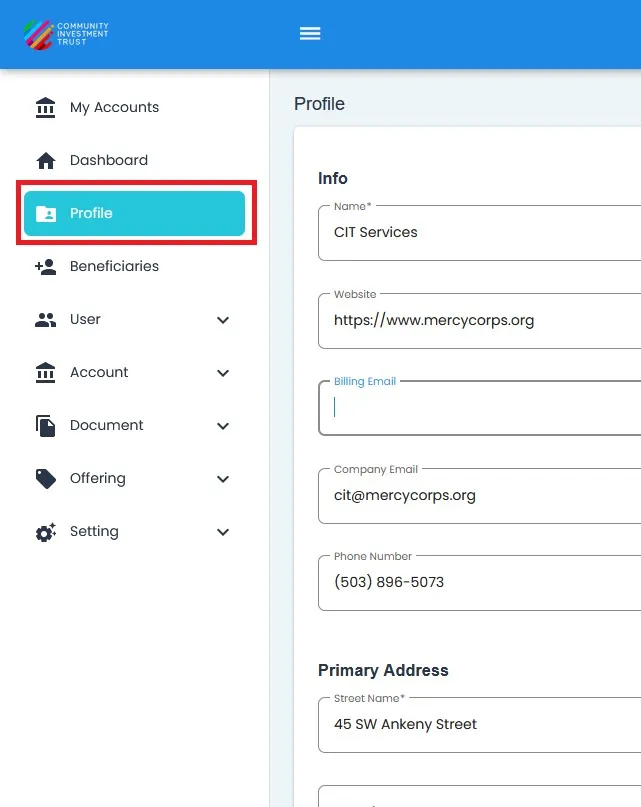 COMMUNITY
INVESTMENT
TRUST
My Accounts
Dashboard
Profile
Beneficiaries
User
Account
Document
Offering
Setting
Profile
Info
Name*
CIT Services
Website
https://www.mercycorps.org
Billing Email
Company Email
cit@mercycorps.org
Phone Number
(503) 896-5073
Primary Address
Street Name*
45 SW Ankeny Street